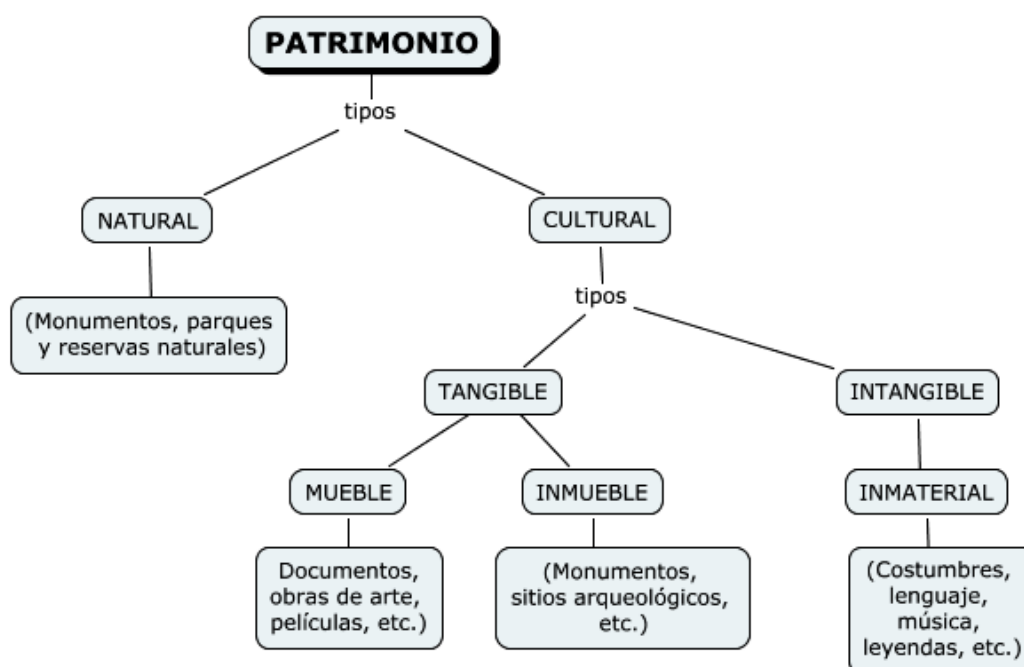 PATRIMONIO
tipos
NATURAL
CULTURAL
(Monumentos, parques
y reservas naturales)
tipos
TANGIBLE
INTANGIBLE
MUEBLE
INMUEBLE
INMATERIAL
Documentos,
obras de arte,
películas, etc.)
(Monumentos,
sitios arqueológicos,
etc.)
(Costumbres,
lenguaje,
música,
leyendas, etc.)